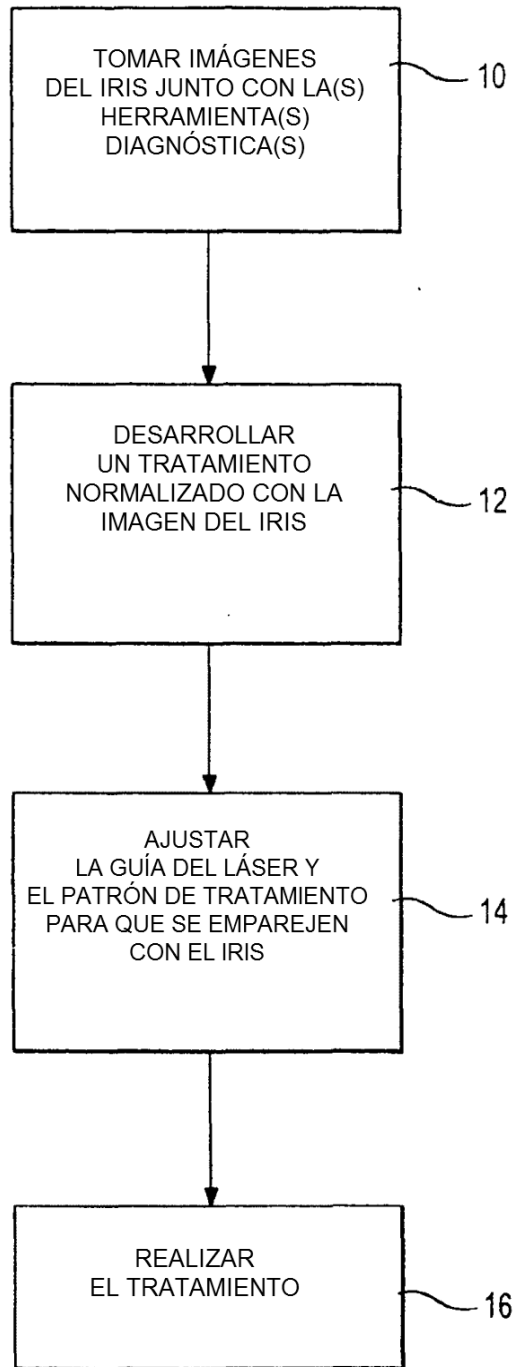 TOMAR IMÁGENES
DEL IRIS JUNTO CON LA(S)
HERRAMIENTA(S)
DIAGNÓSTICA(S)
10
DESARROLLAR
UN TRATAMIENTO
NORMALIZADO CON LA
IMAGEN DEL IRIS
12
AJUSTAR
LA GUÍA DEL LÁSER Y
EL PATRÓN DE TRATAMIENTO
PARA QUE SE EMPAREJEN
CON EL IRIS
14
REALIZAR
EL TRATAMIENTO
16